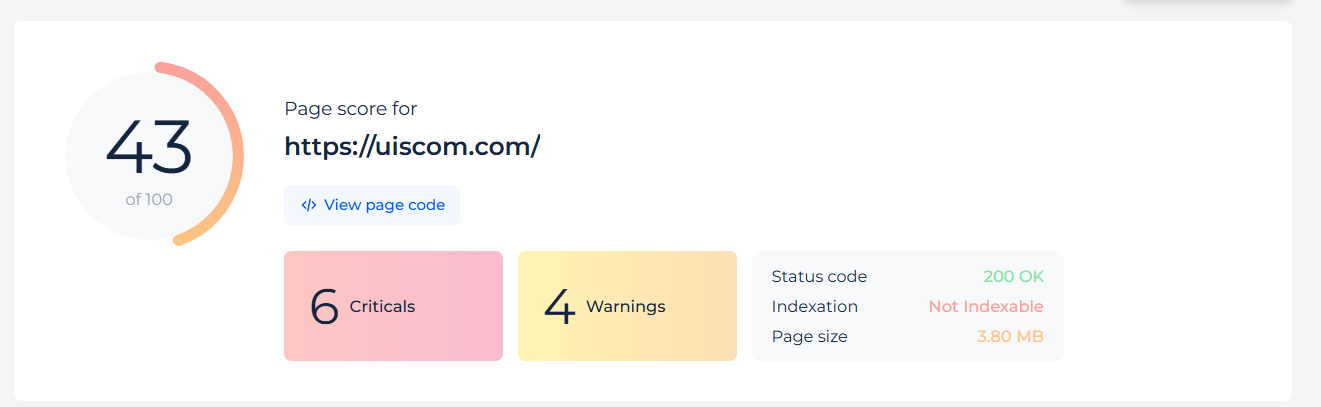 43
of 100
Page score for
https://uiscom.com/
</> View page code
6 Criticals
4 Warnings
Status code 200 OK
Indexation Not Indexable
Page size 3.80 MB